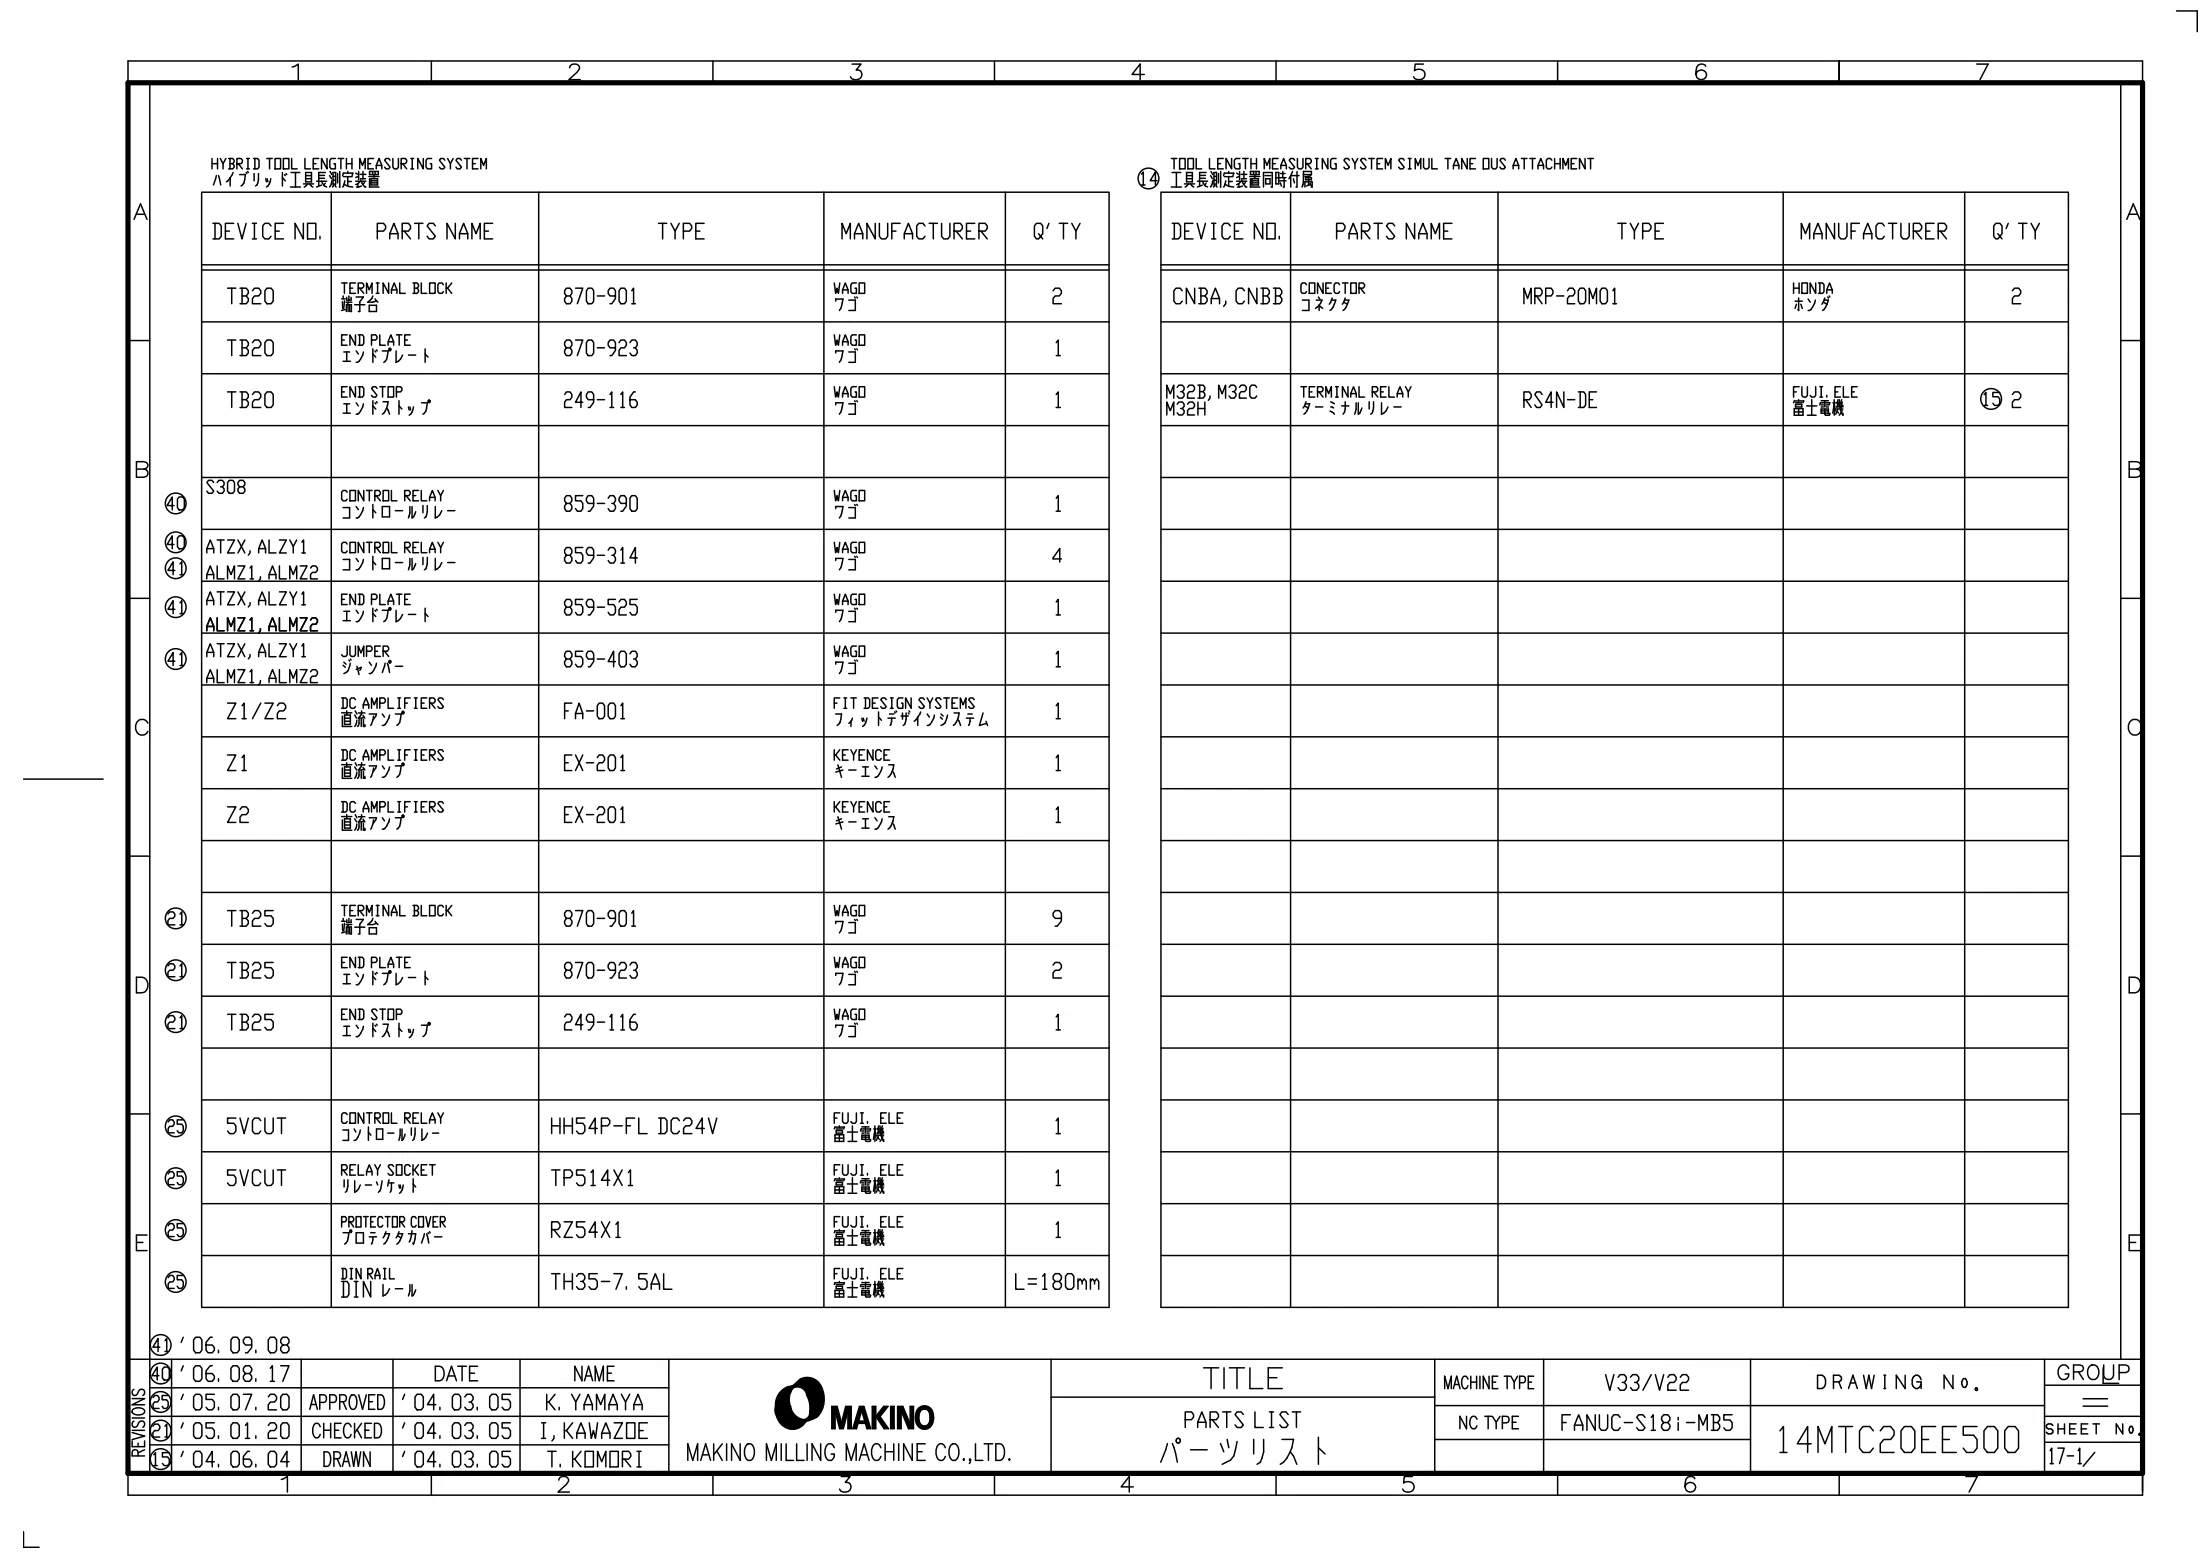 1 2 3 4 5 6 7
HYBRID TOOL LENGTH MEASURING SYSTEM
ハイブリッド工具長測定装置
DEVICE NO. PARTS NAME TYPE MANUFACTURER Q' TY
TB20 TERMINAL BLOCK 870-901 WAGO 2
端子台 ワゴ
TB20 END PLATE 870-923 WAGO 1
エンドプレート ワゴ
TB20 END STOP 249-116 WAGO 1
エンドストップ ワゴ
40 S308 CONTROL RELAY 859-390 WAGO 1
コントロールリレー ワゴ
40 ATZX, ALZY1 CONTROL RELAY 859-314 WAGO 4
41 ALMZ1, ALMZ2 コントロールリレー ワゴ
41 ATZX, ALZY1 END PLATE 859-525 WAGO 1
ALMZ1, ALMZ2 エンドプレート ワゴ
41 ATZX, ALZY1 JUMPER 859-403 WAGO 1
ALMZ1, ALMZ2 ジャンパー ワゴ
Z1/Z2 DC AMPLIFIERS FA-001 FIT DESIGN SYSTEMS 1
直流アンプ フィットデザインシステム
Z1 DC AMPLIFIERS EX-201 KEYENCE 1
直流アンプ キーエンス
Z2 DC AMPLIFIERS EX-201 KEYENCE 1
直流アンプ キーエンス
21 TB25 TERMINAL BLOCK 870-901 WAGO 9
端子台 ワゴ
21 TB25 END PLATE 870-923 WAGO 2
エンドプレート ワゴ
21 TB25 END STOP 249-116 WAGO 1
エンドストップ ワゴ
25 5VCUT CONTROL RELAY HH54P-FL DC24V FUJI. ELE 1
コントロールリレー 富士電機
25 5VCUT RELAY SOCKET TP514X1 FUJI. ELE 1
リレーソケット 富士電機
25 PROTECTOR COVER RZ54X1 FUJI. ELE 1
プロテクタカバー 富士電機
25 DIN RAIL TH35-7. 5AL FUJI. ELE L=180mm
DIN レール 富士電機
TOOL LENGTH MEASURING SYSTEM SIMUL TANE OUS ATTACHMENT
14 工具長測定装置同時付属
DEVICE NO. PARTS NAME TYPE MANUFACTURER Q' TY
CNBA, CNBB CONECTOR MRP-20M01 HONDA 2
コネクタ ホンダ
M32B, M32C TERMINAL RELAY RS4N-DE FUJI. ELE 15 2
M32H ターミナルリレー 富士電機
A A
B B
C C
D D
E E
41 ' 06. 09. 08
REVISIONS
40 ' 06. 08. 17 DATE NAME
25 ' 05. 07. 20 APPROVED ' 04. 03. 05 K. YAMAYA
21 ' 05. 01. 20 CHECKED ' 04. 03. 05 I, KAWAZOE
15 ' 04. 06. 04 DRAWN ' 04. 03. 05 T. KOMORI
MAKINO
MAKINO MILLING MACHINE CO.,LTD.
TITLE
PARTS LIST
パーツリスト
MACHINE TYPE V33/V22
NC TYPE FANUC-S18i-MB5
DRAWING No.
14MTC20EE500
GROUP
=
SHEET No.
17-1/
1 2 3 4 5 6 7